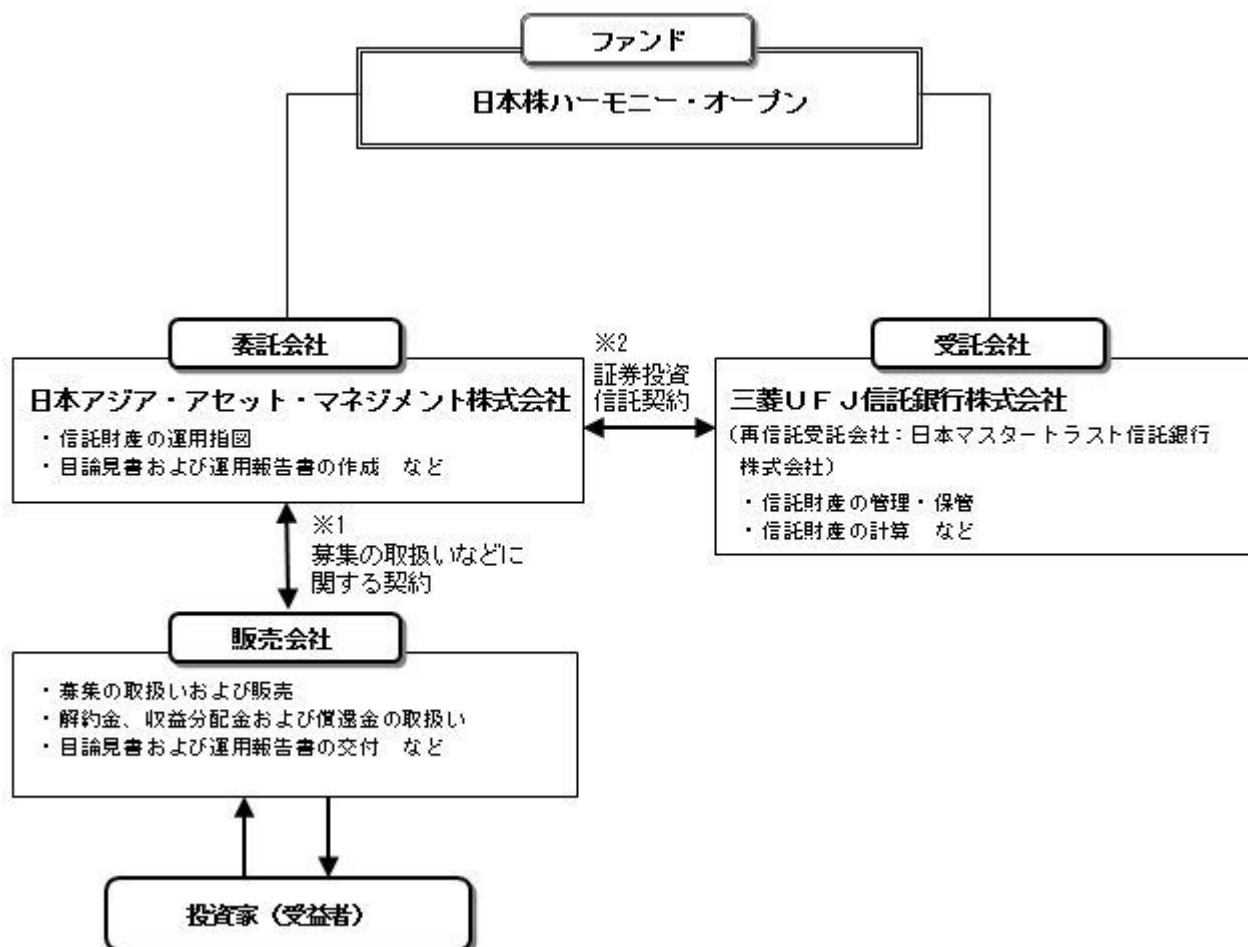 ファンド
日本株ハーモニー・オープン
委託会社
日本アジア・アセット・マネジメント株式会社
・信託財産の運用指図
・目論見書および運用報告書の作成　など
※2
証券投資
信託契約
受託会社
三菱ＵＦＪ信託銀行株式会社
（再信託受託会社：日本マスタートラスト信託銀行
株式会社）
・信託財産の管理・保管
・信託財産の計算　など
※1
募集の取扱いなどに
関する契約
販売会社
・募集の取扱いおよび販売
・解約金、収益分配金および償還金の取扱い
・目論見書および運用報告書の交付　など
投資家（受益者）